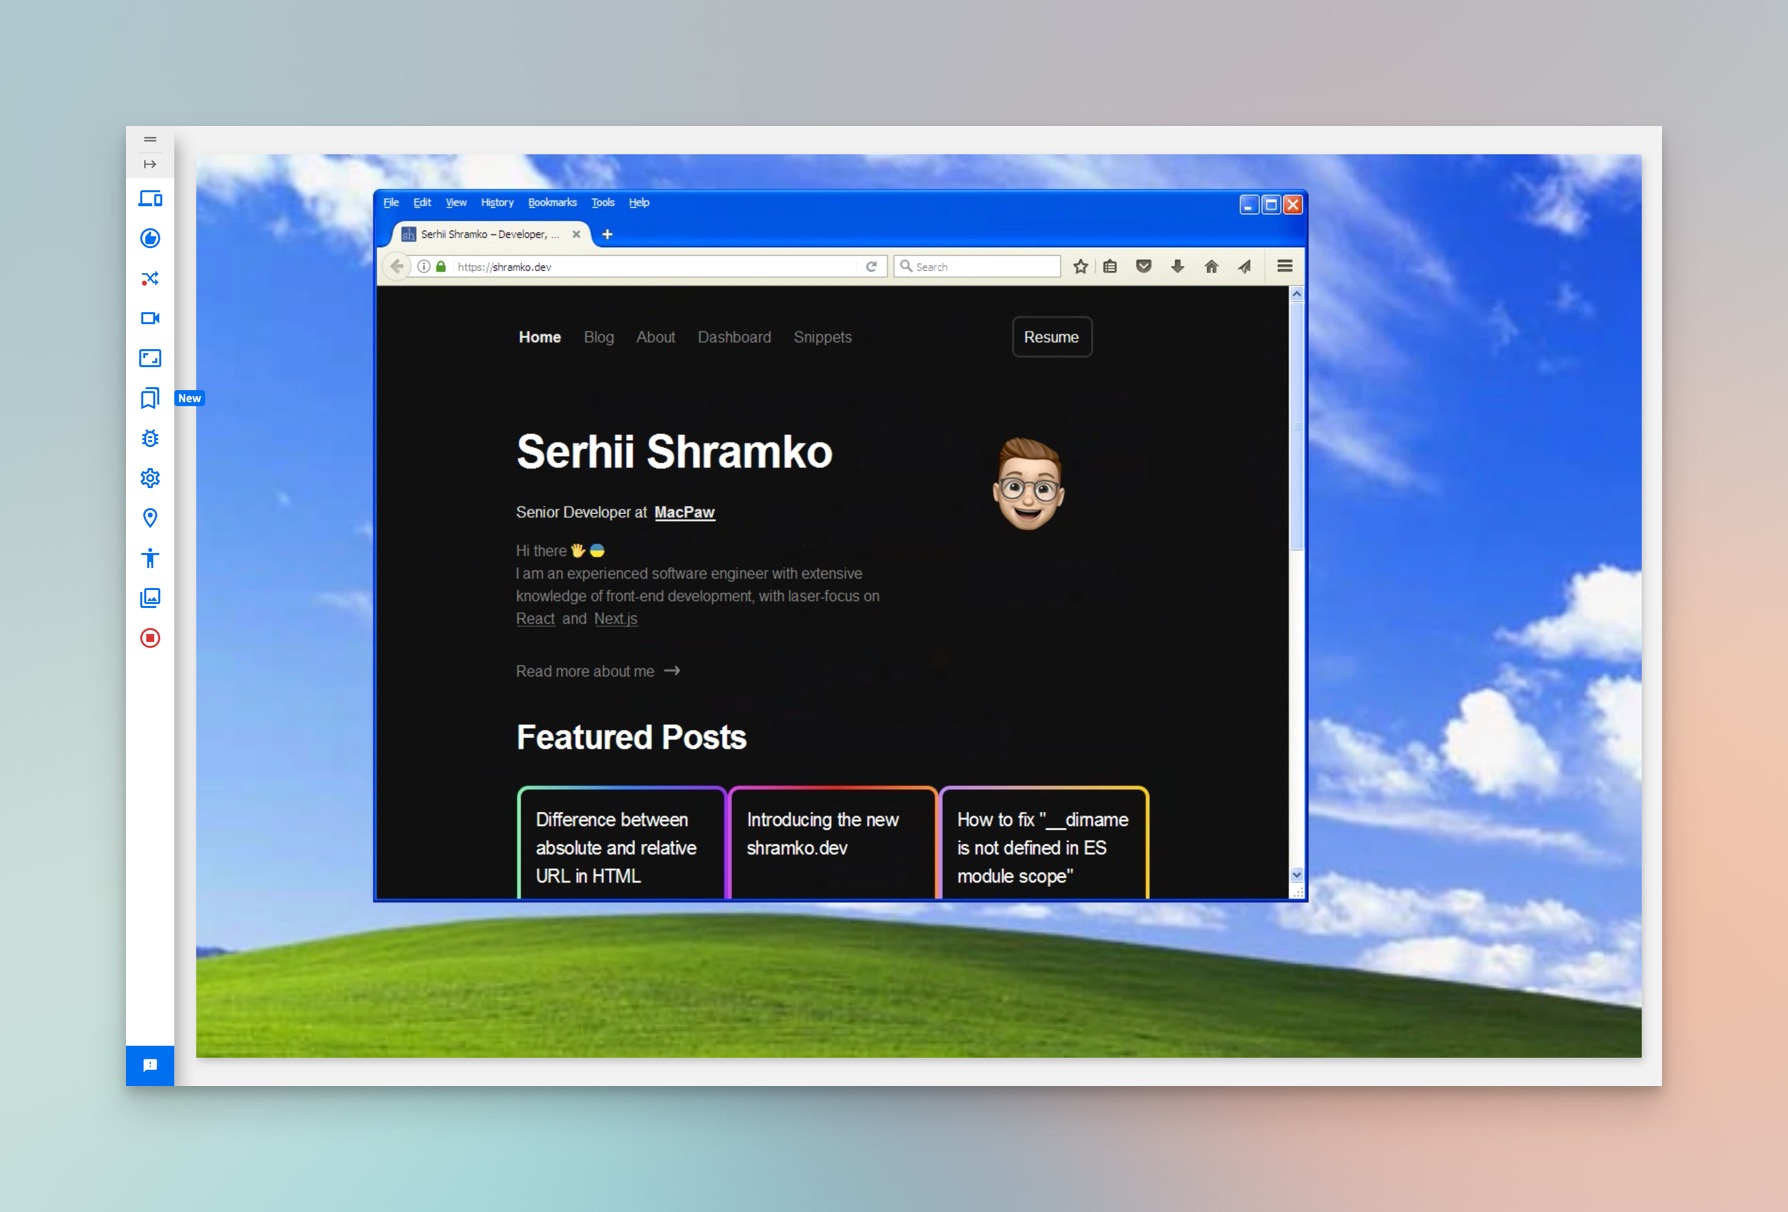 File Edit View History Bookmarks Tools Help
sh Serhii Shramko – Developer, ...
https://shramko.dev Search
New
Home Blog About Dashboard Snippets Resume
Serhii Shramko
Senior Developer at MacPaw
Hi there
I am an experienced software engineer with extensive
knowledge of front-end development, with laser-focus on
React and Next.js
Read more about me →
Featured Posts
Difference between
absolute and relative
URL in HTML
Introducing the new
shramko.dev
How to fix "__dirname
is not defined in ES
module scope"